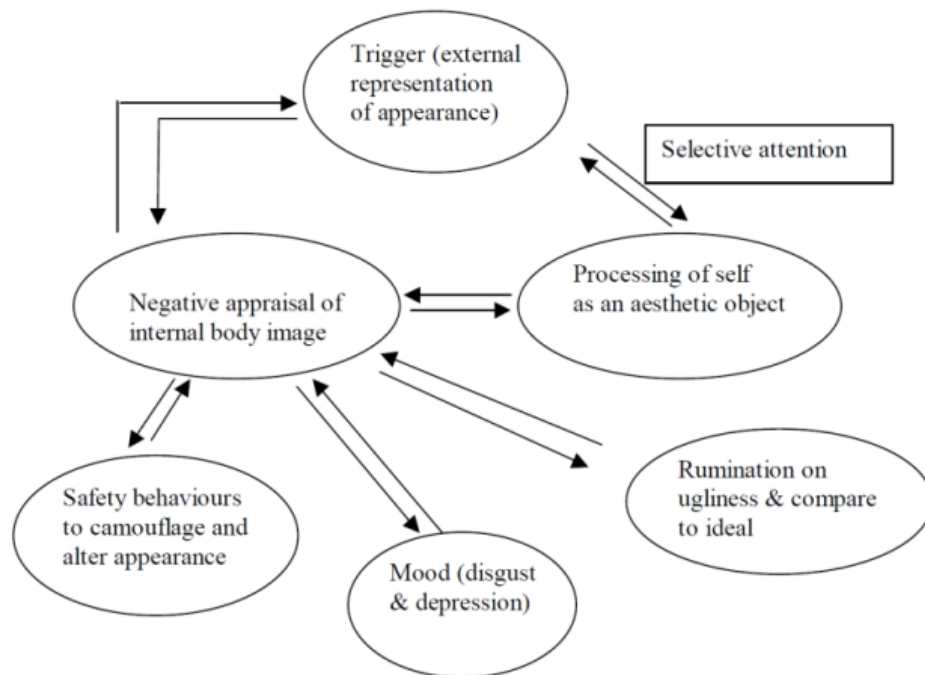 Trigger (external
representation
of appearance)
Selective attention
Processing of self
as an aesthetic object
Negative appraisal of
internal body image
Rumination on
ugliness & compare
to ideal
Safety behaviours
to camouflage and
alter appearance
Mood (disgust
& depression)